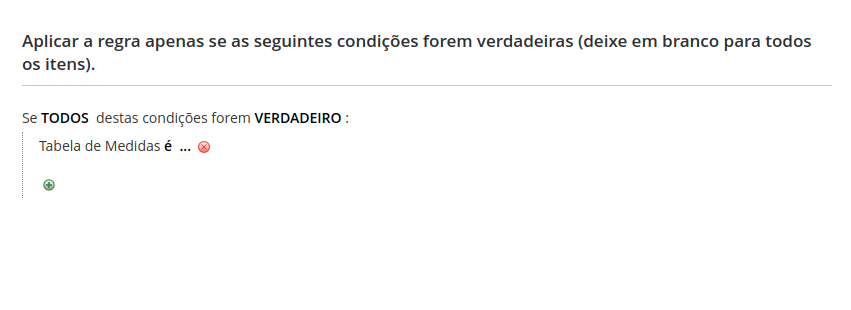 Aplicar a regra apenas se as seguintes condições forem verdadeiras (deixe em branco para todos
os itens).
Se TODOS destas condições forem VERDADEIRO :
Tabela de Medidas é ...